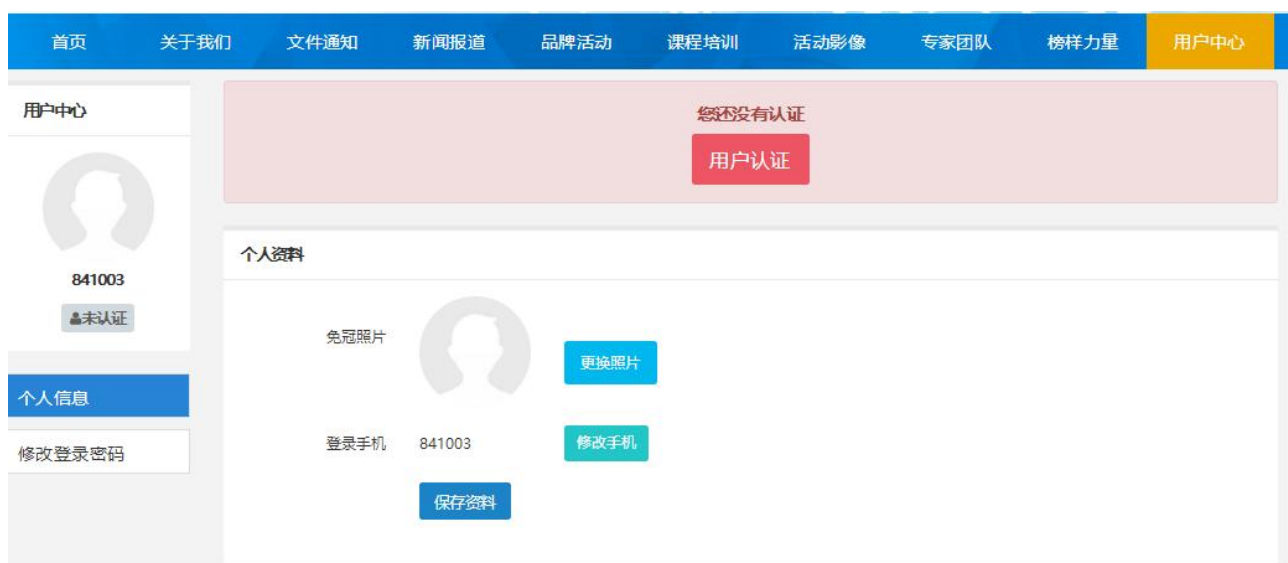 首页 关于我们 文件通知 新闻报道 品牌活动 课程培训 活动影像 专家团队 榜样力量 用户中心
用户中心
841003
未认证
个人信息
修改登录密码
您还没有认证
用户认证
个人资料
免冠照片 更换照片
登录手机 841003 修改手机
保存资料